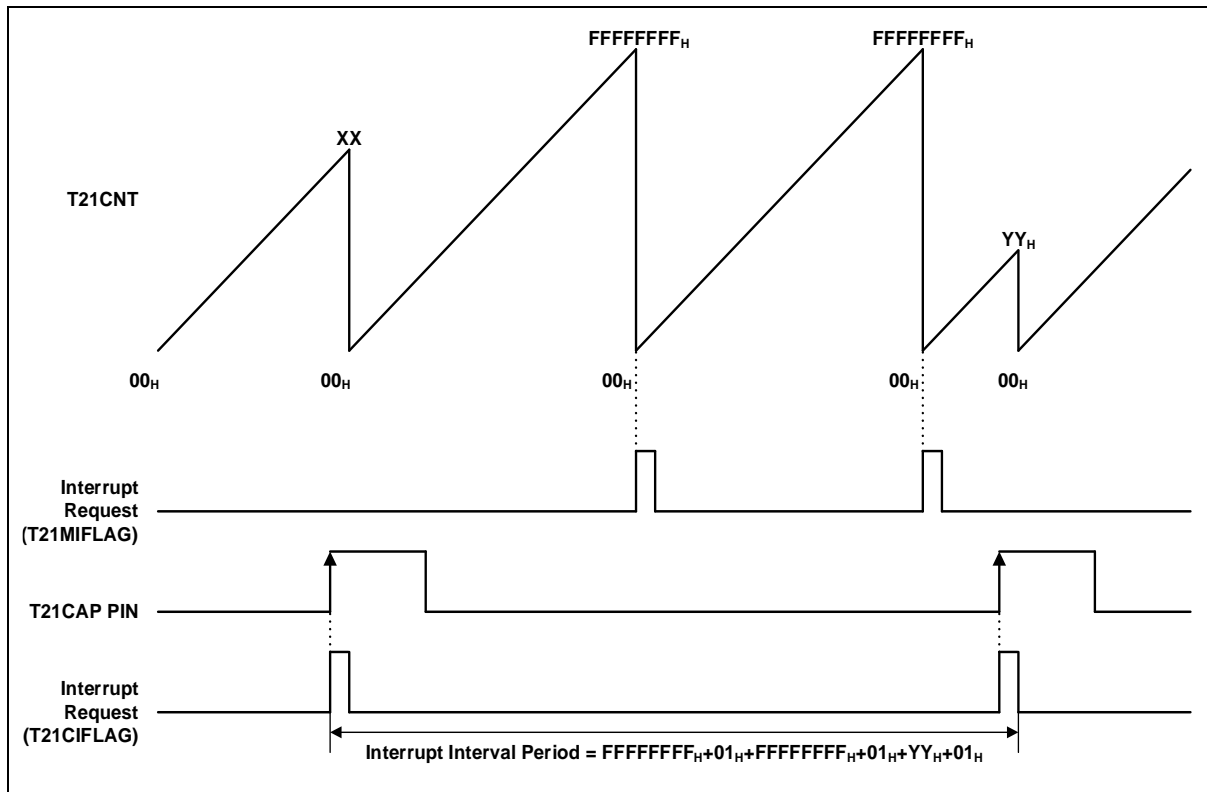 FFFFFFFFH
FFFFFFFFH
XX
T21CNT
YYH
00H
00H
00H
00H
00H
Interrupt
Request
(T21MIFLAG)
T21CAP PIN
Interrupt
Request
(T21CIFLAG)
Interrupt Interval Period = FFFFFFFFH+01H+FFFFFFFFH+01H+YYH+01H